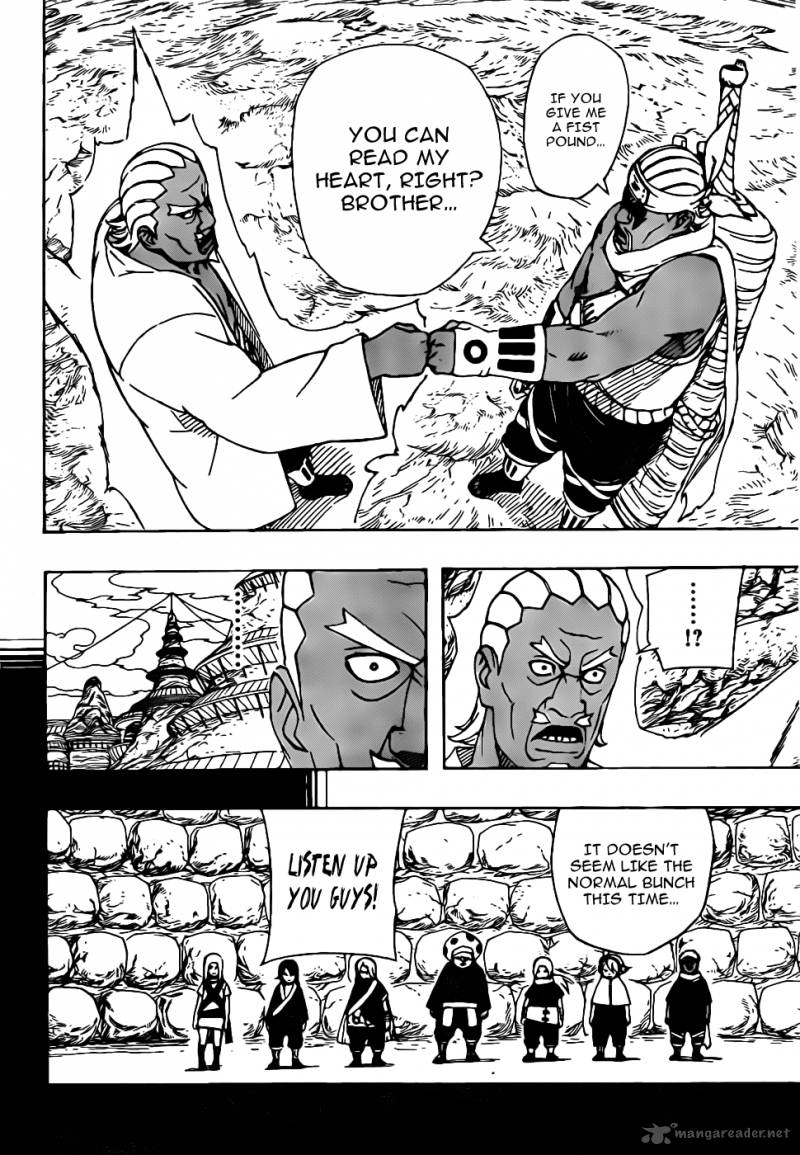 IF YOU
GIVE ME
A FIST
POUND...
YOU CAN
READ MY
HEART, RIGHT?
BROTHER...
...... !?
.......
IT DOESN'T
SEEM LIKE THE
NORMAL BUNCH
THIS TIME...
LISTEN UP
YOU GUYS!
mangareader.net